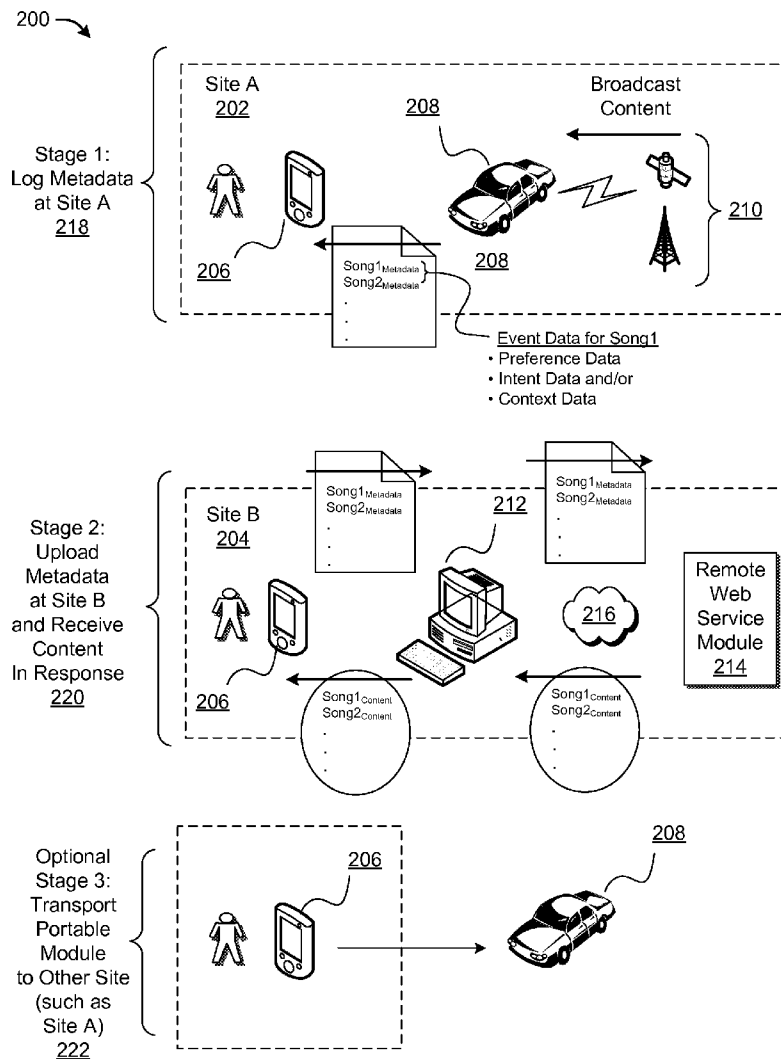 200
Stage 1:
Log Metadata
at Site A
218
Site A
202
206
208
208
Broadcast
Content
210
Song1Metadata
Song2Metadata
.
.
.
Event Data for Song1
• Preference Data
• Intent Data and/or
• Context Data
Stage 2:
Upload
Metadata
at Site B
and Receive
Content
In Response
220
Site B
204
206
Song1Metadata
Song2Metadata
.
.
.
212
Song1Metadata
Song2Metadata
.
.
.
216
Remote
Web
Service
Module
214
Song1Content
Song2Content
.
.
.
Song1Content
Song2Content
.
.
.
Optional
Stage 3:
Transport
Portable
Module
to Other Site
(such as
Site A)
222
206
208